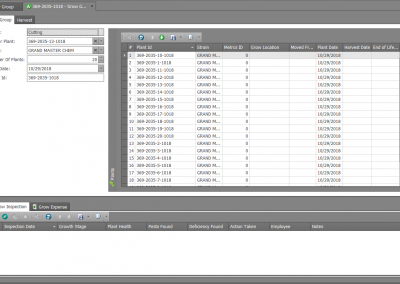 Group
369-2035-1018 - Grow G...
Group Harvest
Cutting
Plant: 369-2035-12-1018
GRAND MASTER CHEM
Of Plants: 20
Date: 10/29/2018
Id: 369-2035-1018
# Plant ID Strain Metrics ID Grow Location Moved Fr... Plant Date Harvest Date End of Life...
1 369-2035-10-1018 GRAND M... 0 10/29/2018
2 369-2035-1-1018 GRAND M... 0 10/29/2018
3 369-2035-11-1018 GRAND M... 0 10/29/2018
4 369-2035-12-1018 GRAND M... 0 10/29/2018
5 369-2035-13-1018 GRAND M... 0 10/29/2018
6 369-2035-14-1018 GRAND M... 0 10/29/2018
7 369-2035-15-1018 GRAND M... 0 10/29/2018
8 369-2035-16-1018 GRAND M... 0 10/29/2018
9 369-2035-17-1018 GRAND M... 0 10/29/2018
10 369-2035-18-1018 GRAND M... 0 10/29/2018
11 369-2035-19-1018 GRAND M... 0 10/29/2018
12 369-2035-20-1018 GRAND M... 0 10/29/2018
13 369-2035-2-1018 GRAND M... 0 10/29/2018
14 369-2035-3-1018 GRAND M... 0 10/29/2018
15 369-2035-4-1018 GRAND M... 0 10/29/2018
16 369-2035-5-1018 GRAND M... 0 10/29/2018
17 369-2035-6-1018 GRAND M... 0 10/29/2018
18 369-2035-7-1018 GRAND M... 0 10/29/2018
Plants
Inspection Grow Expense
Inspection Date Growth Stage Plant Health Pests Found Deficiency Found Action Taken Employee Notes